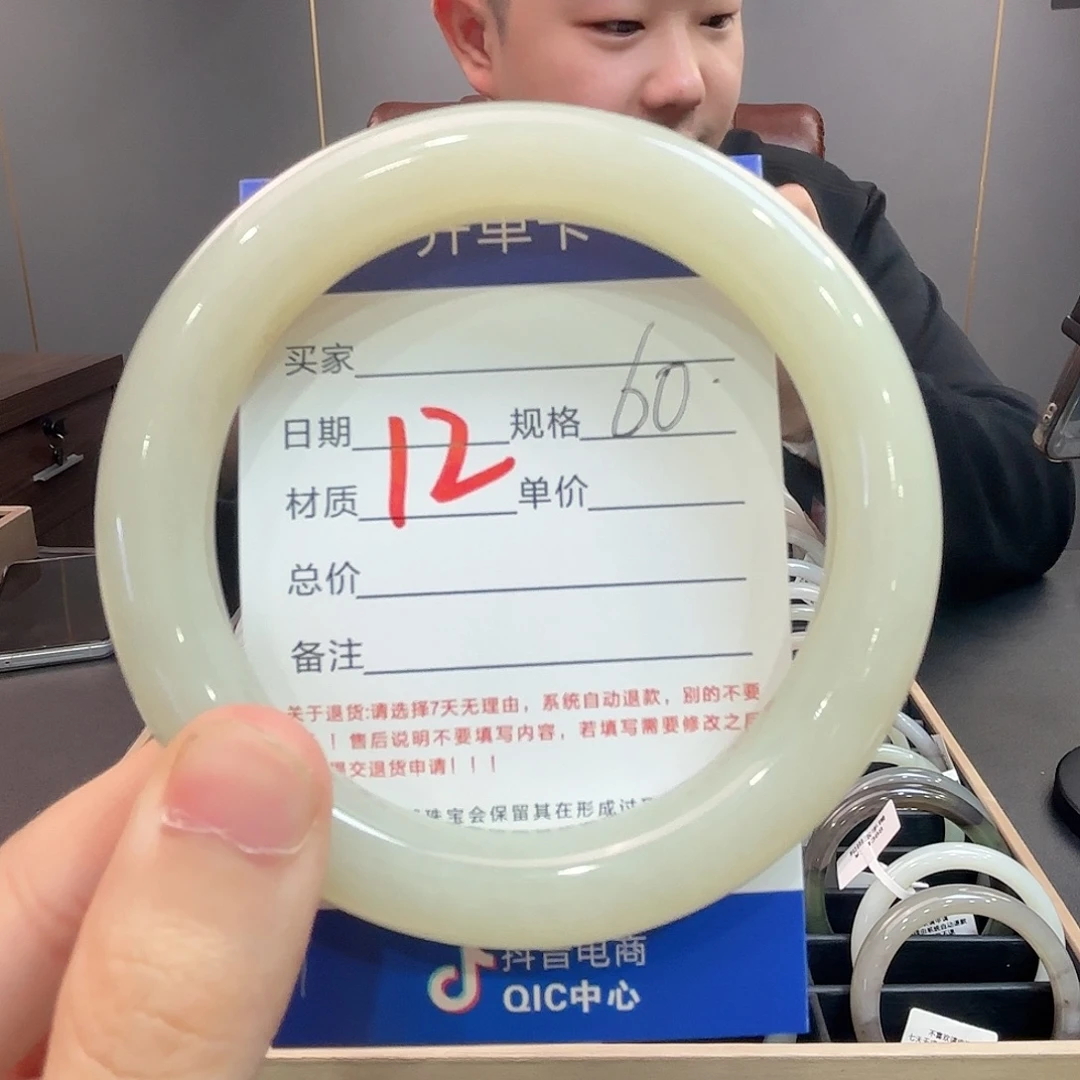 开单卡
买家
60.
日期 12 规格
材质 单价
总价
备注
关于退货:请选择7天无理由，系统自动退款，别的不要
！售后说明不要填写内容，若填写需要修改之后
提交退货申请！！！
珠宝会保留其在形成过
抖音电商
QIC中心